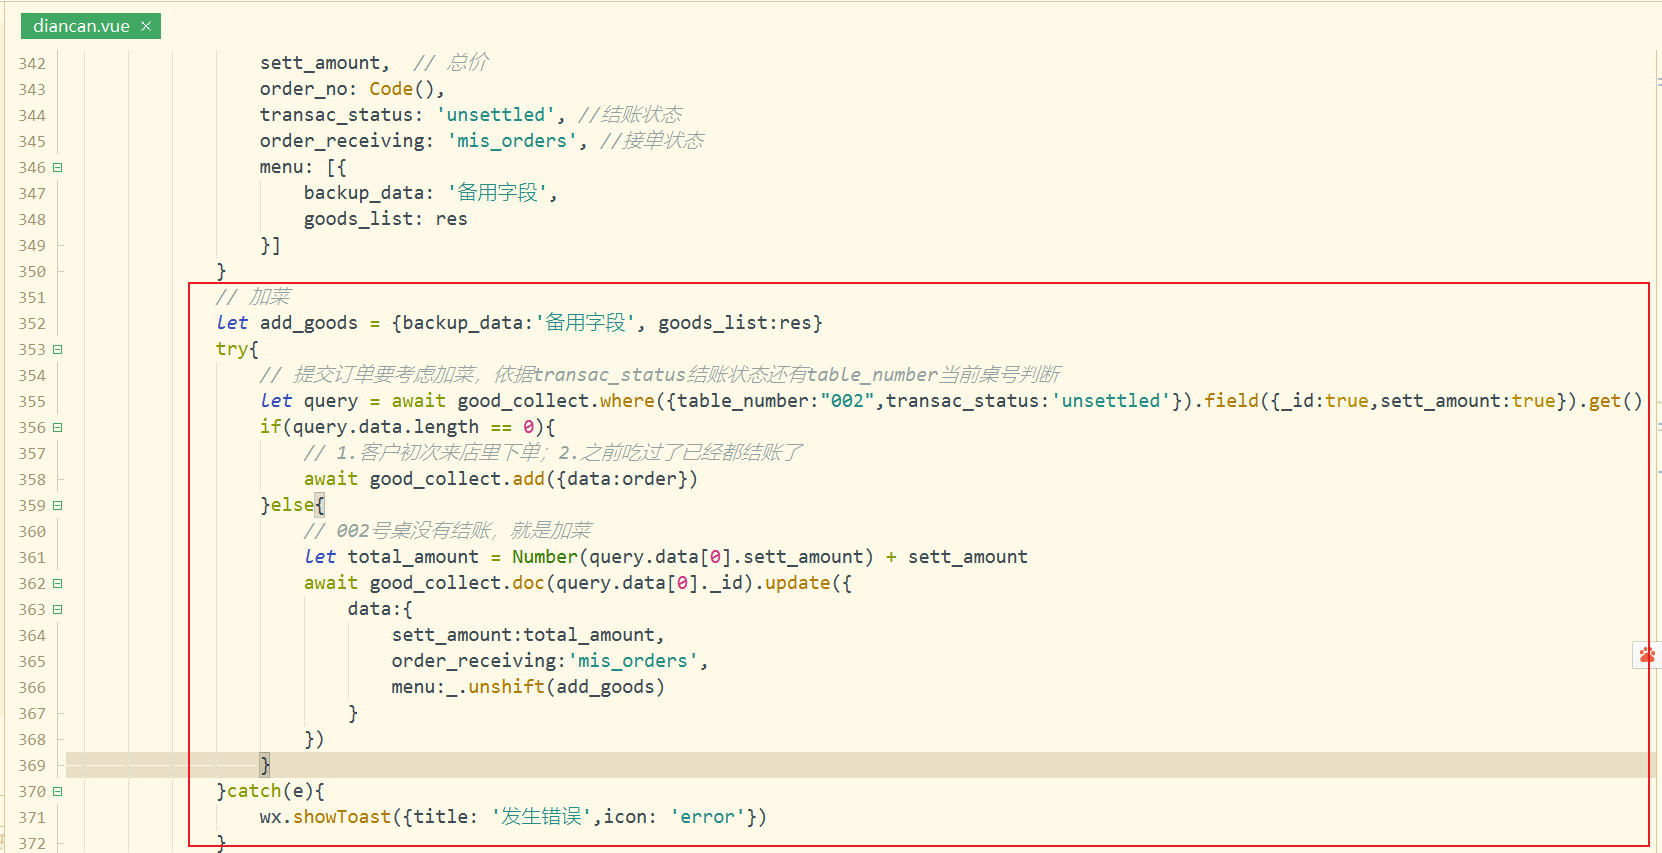 diancan.vue ×
342 sett_amount, // 总价
343 order_no: Code(),
344 transac_status: 'unsettled', //结账状态
345 order_receiving: 'mis_orders', //接单状态
346 menu: [{
347 backup_data: '备用字段',
348 goods_list: res
349 }]
350 }
351 // 加菜
352 let add_goods = {backup_data:'备用字段', goods_list:res}
353 try{
354 // 提交订单要考虑加菜，依据transac_status结账状态还有table_number当前桌号判断
355 let query = await good_collect.where({table_number:"002",transac_status:'unsettled'}).field({_id:true,sett_amount:true}).get()
356 if(query.data.length == 0){
357 // 1.客户初次来店里下单；2.之前吃过了已经都结账了
358 await good_collect.add({data:order})
359 }else{
360 // 002号桌没有结账，就是加菜
361 let total_amount = Number(query.data[0].sett_amount) + sett_amount
362 await good_collect.doc(query.data[0]._id).update({
363 data:{
364 sett_amount:total_amount,
365 order_receiving:'mis_orders',
366 menu:_.unshift(add_goods)
367 }
368 })
369 }
370 }catch(e){
371 wx.showToast({title: '发生错误',icon: 'error'})
372 }